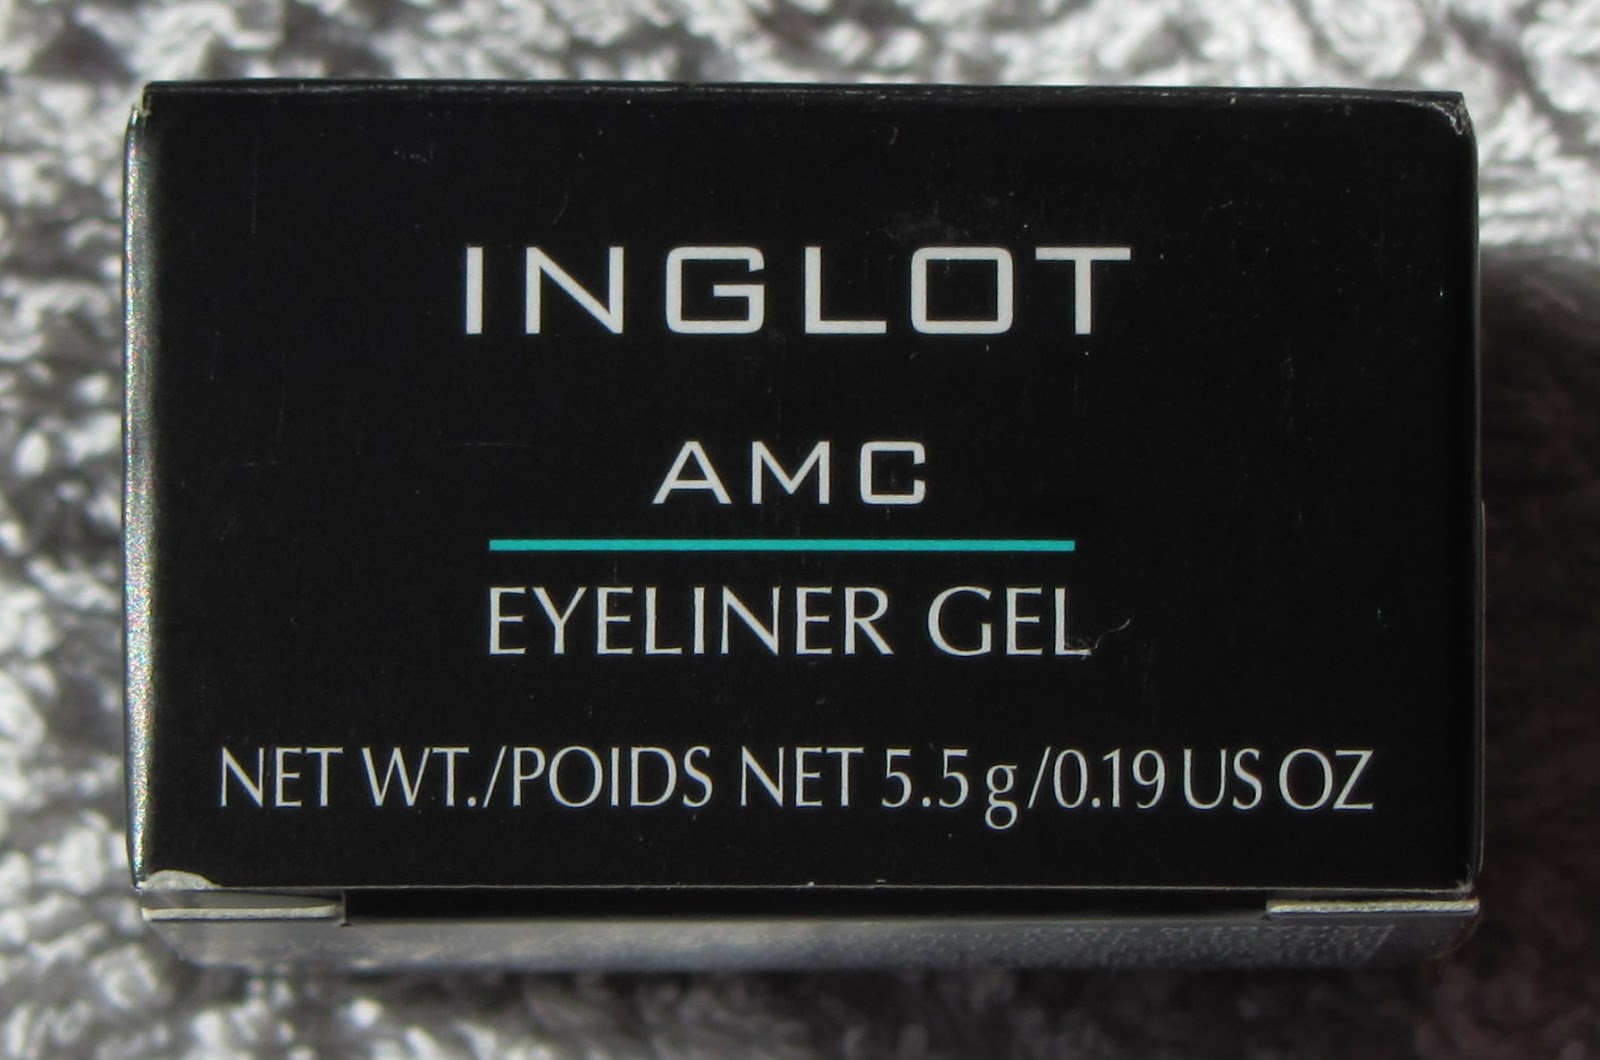 INGLOT
AMC
EYELINER GEL
NET WT./POIDS NET 5.5 g/0.19 US OZ